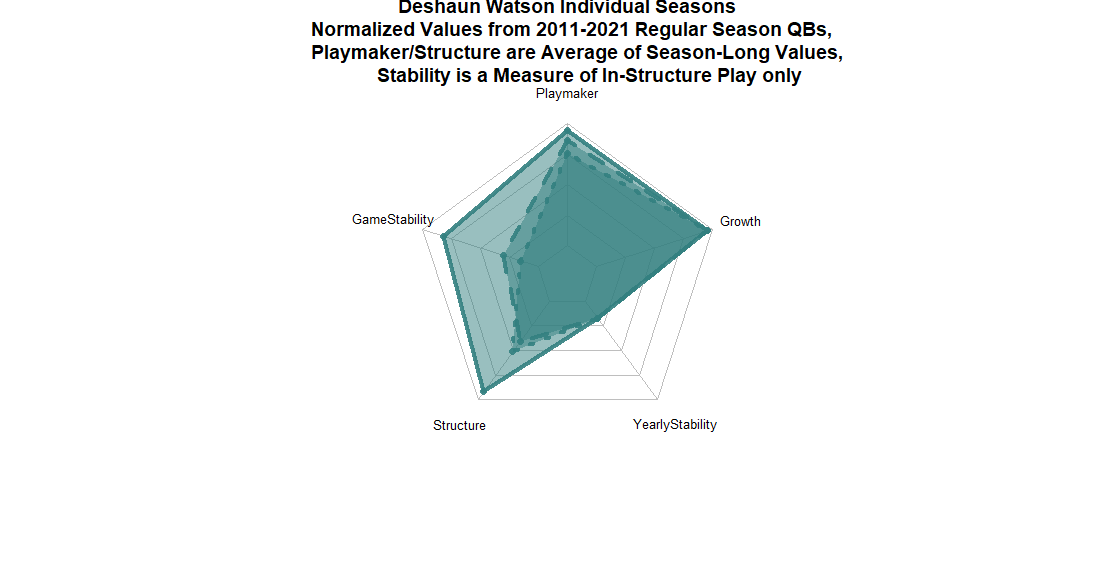 Deshaun Watson Individual Seasons
Normalized Values from 2011-2021 Regular Season QBs,
Playmaker/Structure are Average of Season-Long Values,
Stability is a Measure of In-Structure Play only
Playmaker
GameStability
Growth
Structure
YearlyStability